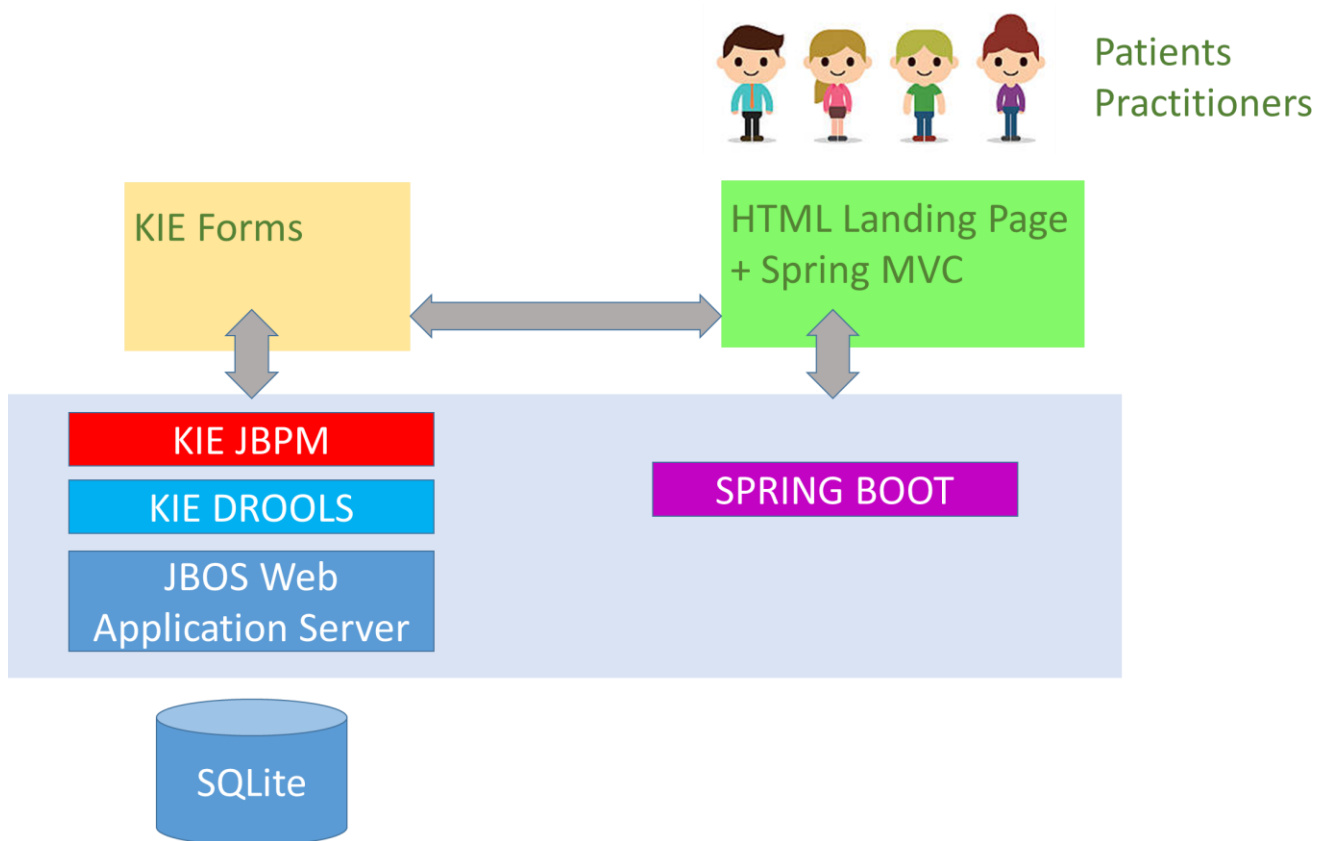 Patients
Practitioners
KIE Forms
HTML Landing Page
+ Spring MVC
KIE JBPM
KIE DROOLS
SPRING BOOT
JBOS Web
Application Server
SQLite